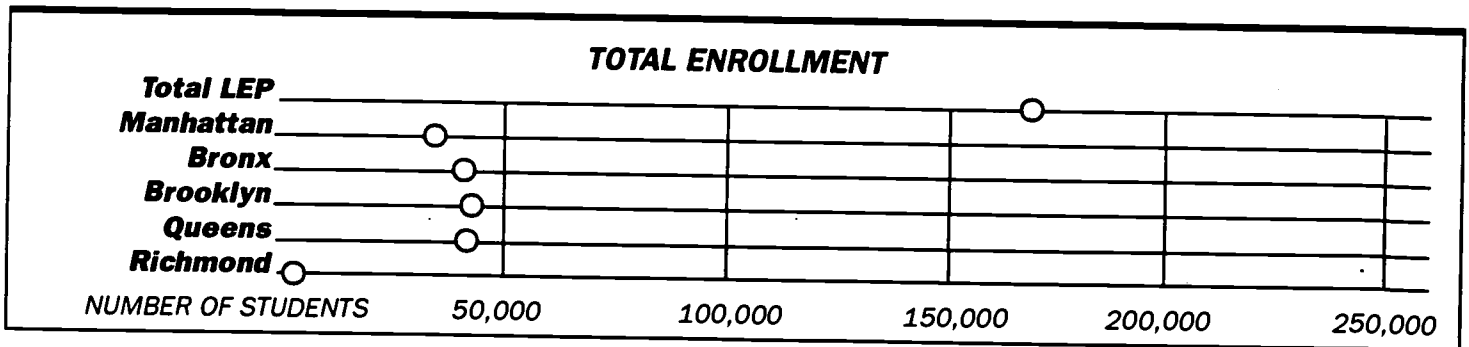 TOTAL ENROLLMENT
Total LEP
Manhattan
Bronx
Brooklyn
Queens
Richmond
NUMBER OF STUDENTS 50,000 100,000 150,000 200,000 250,000